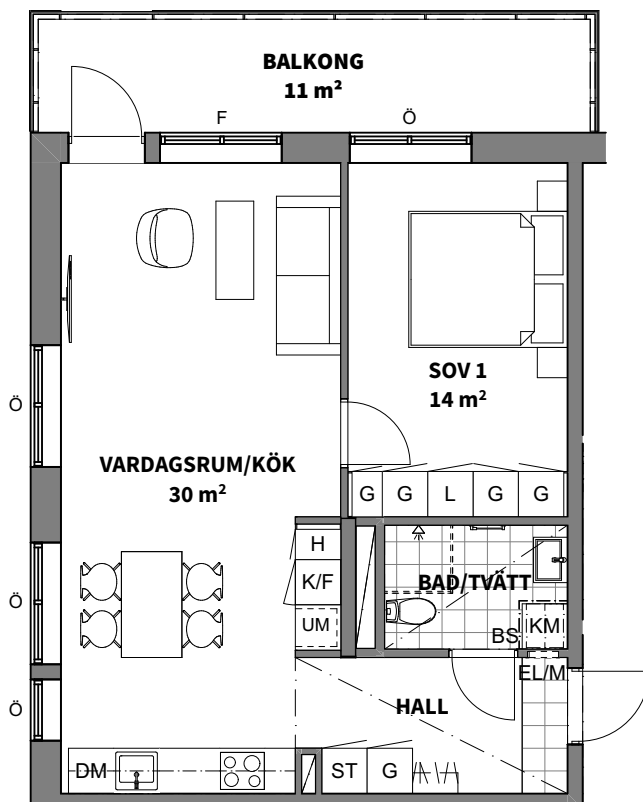 BALKONG
11 m²
F
Ö
SOV 1
14 m²
Ö
VARDAGSRUM/KÖK
30 m²
G G L G G
H
K/F
UM
BAD/TVÄTT
BS
KM
Ö
EL/M
Ö
HALL
DM
ST G